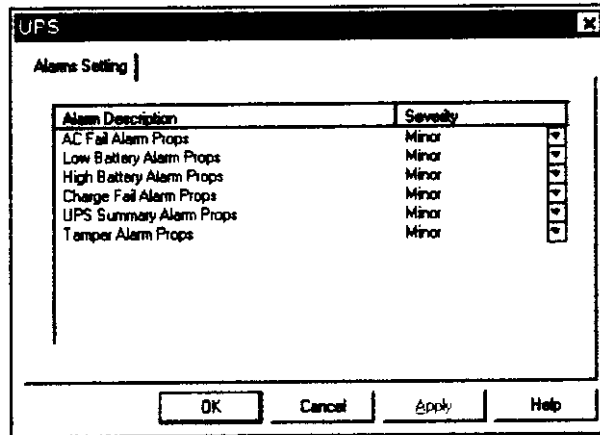 UPS
Alarms Setting
Alarm Description Severity
AC Fail Alarm Props Minor
Low Battery Alarm Props Minor
High Battery Alarm Props Minor
Charge Fail Alarm Props Minor
UPS Summary Alarm Props Minor
Tamper Alarm Props Minor
OK Cancel Apply Help